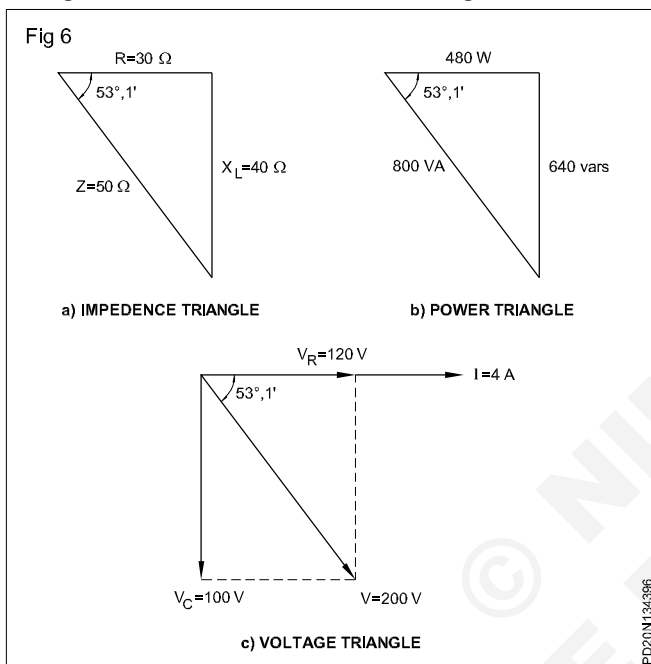 Fig 6
R=30 Ω
53°,1'
Z=50 Ω
X_L=40 Ω
a) IMPEDENCE TRIANGLE
480 W
53°,1'
800 VA
640 vars
b) POWER TRIANGLE
V_R=120 V
I=4 A
53°,1'
V_C=100 V
V=200 V
c) VOLTAGE TRIANGLE
PD20N134396